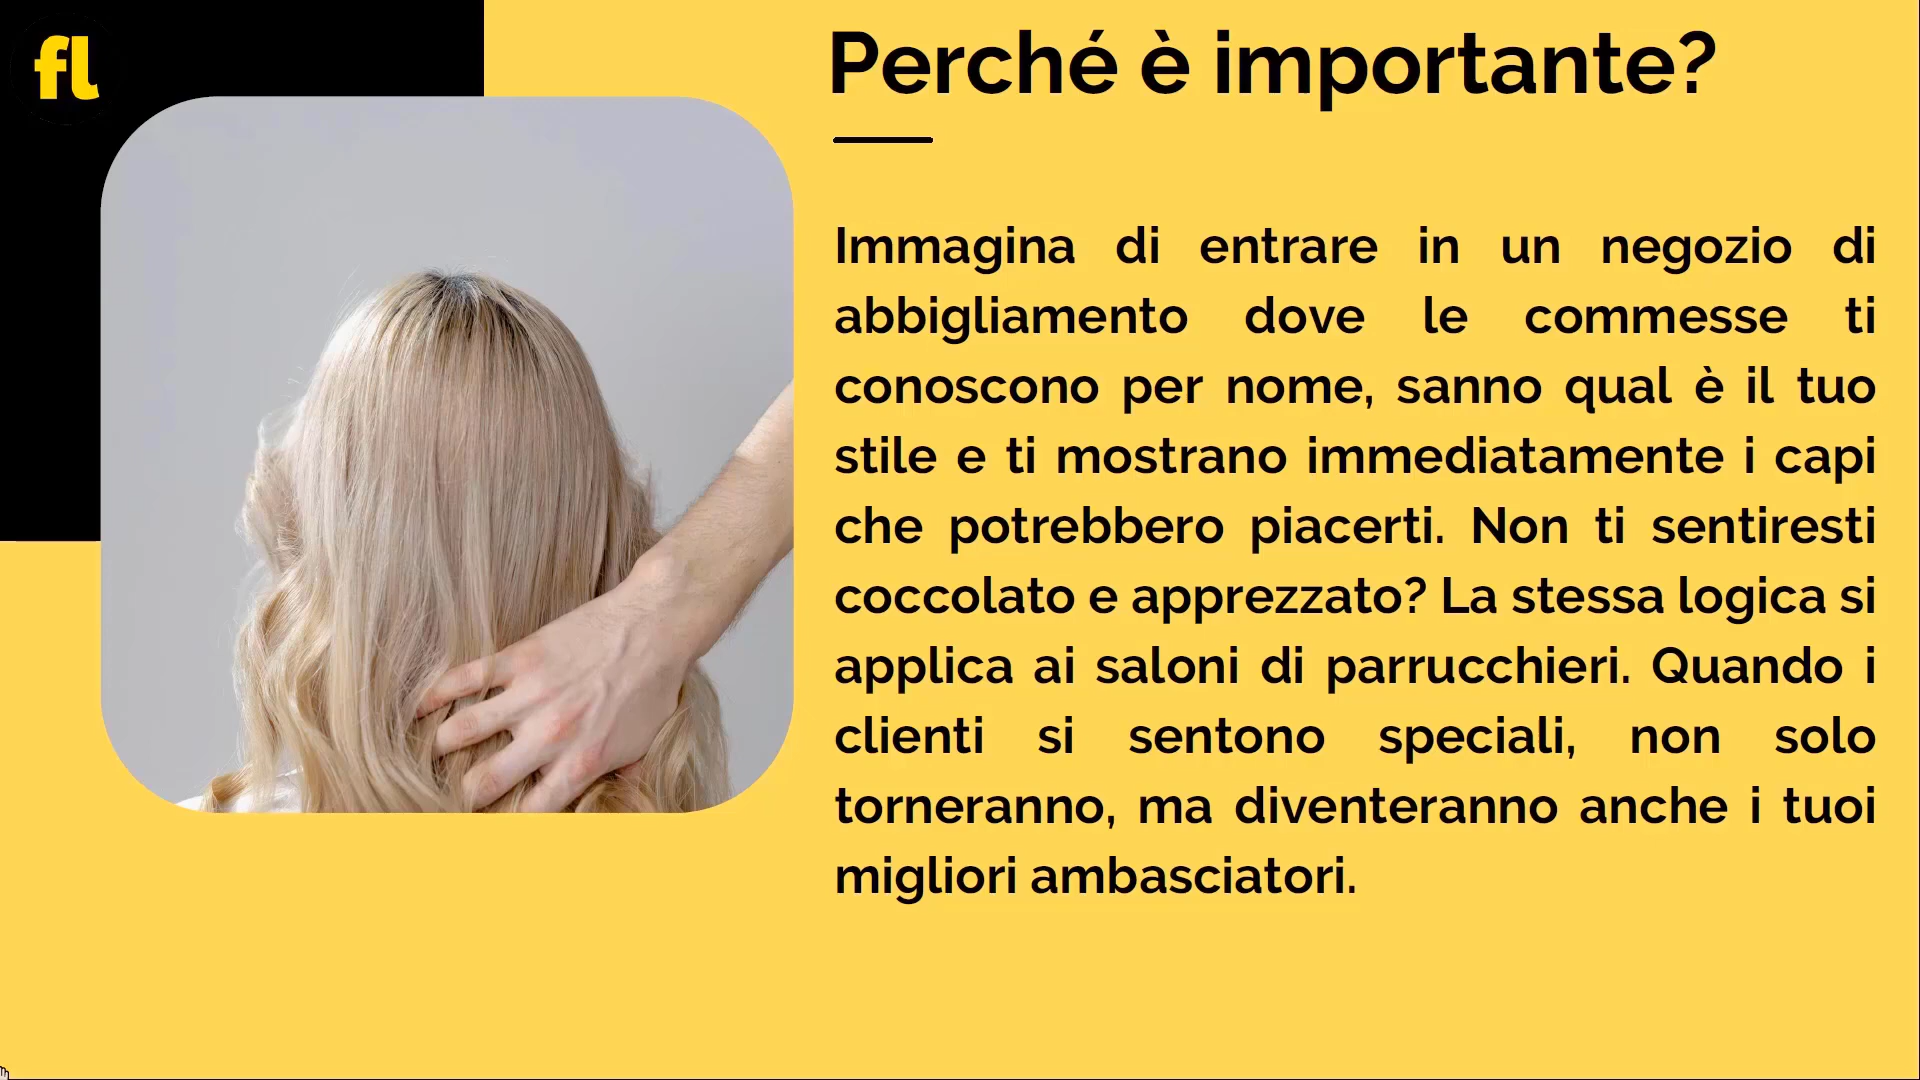 fl
Perché è importante?
Immagina di entrare in un negozio di
abbigliamento dove le commesse ti
conoscono per nome, sanno qual è il tuo
stile e ti mostrano immediatamente i capi
che potrebbero piacerti. Non ti sentiresti
coccolato e apprezzato? La stessa logica si
applica ai saloni di parrucchieri. Quando i
clienti si sentono speciali, non solo
torneranno, ma diventeranno anche i tuoi
migliori ambasciatori.